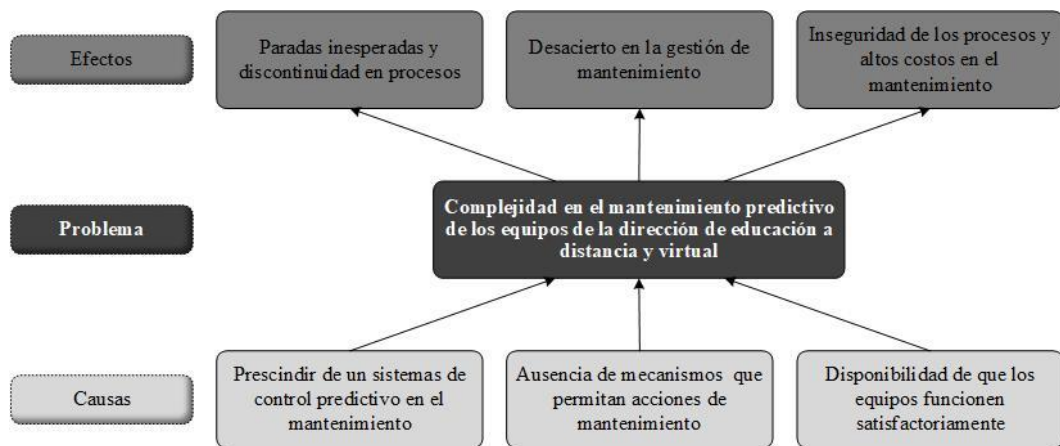 Efectos
Paradas inesperadas y
discontinuidad en procesos
Desacierto en la gestión de
mantenimiento
Inseguridad de los procesos y
altos costos en el
mantenimiento
Problema
Complejidad en el mantenimiento predictivo
de los equipos de la dirección de educación a
distancia y virtual
Causas
Prescindir de un sistemas de
control predictivo en el
mantenimiento
Ausencia de mecanismos que
permitan acciones de
mantenimiento
Disponibilidad de que los
equipos funcionen
satisfactoriamente